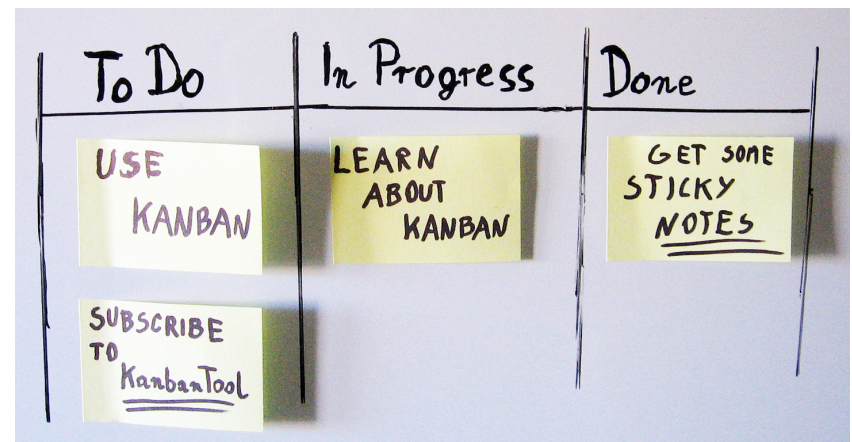 To Do
In Progress
Done
USE
KANBAN
SUBSCRIBE
TO
KanbanTool
LEARN
ABOUT
KANBAN
GET SOME
STICKY
NOTES